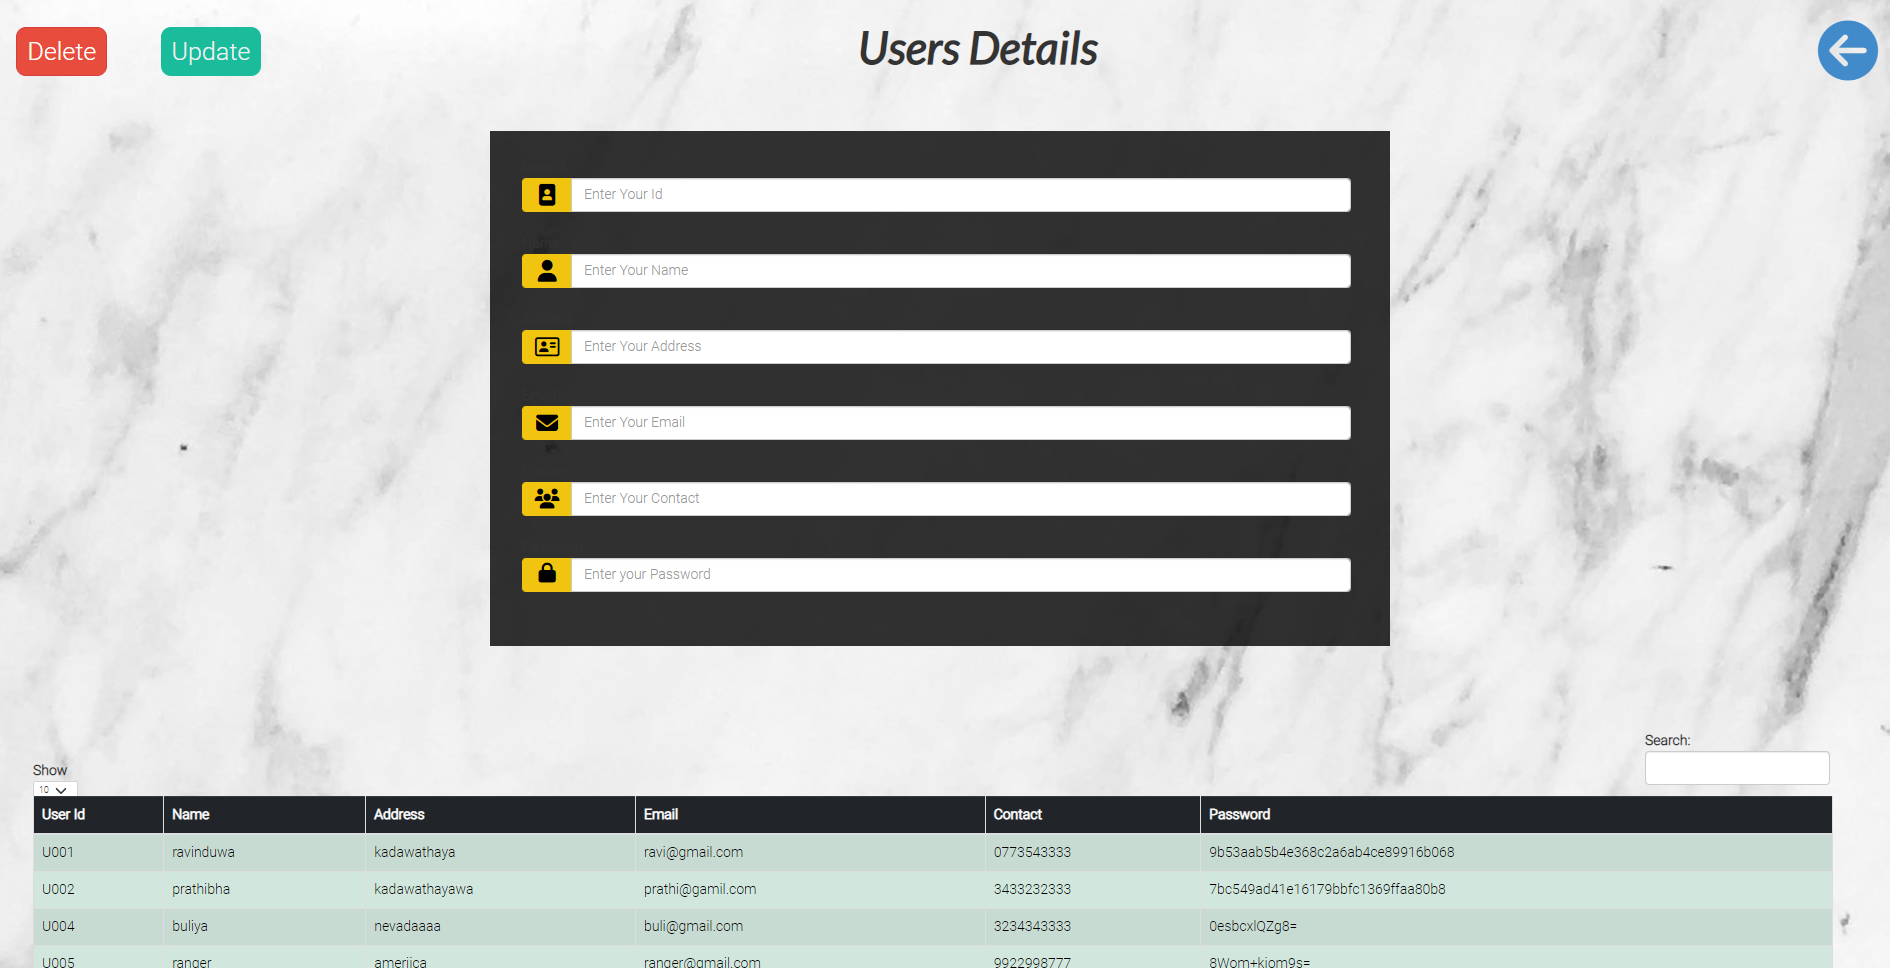 Delete
Update
Users Details
Enter Your Id
Name
Enter Your Name
Enter Your Address
Email
Enter Your Email
Enter Your Contact
Enter your Password
Search:
Show
10
User Id Name Address Email Contact Password
U001 ravinduwa kadawathaya ravi@gmail.com 0773543333 9b53aab5b4e368c2a6ab4ce89916b068
U002 prathibha kadawathayawa prathi@gamil.com 3433232333 7bc549ad41e16179bbfc1369ffaa80b8
U004 buliya nevadaaaa buli@gmail.com 3234343333 0esbcxlQZg8=
U005 ranger ameriica ranger@gmail.com 9922998777 8Wom+kiom9s=